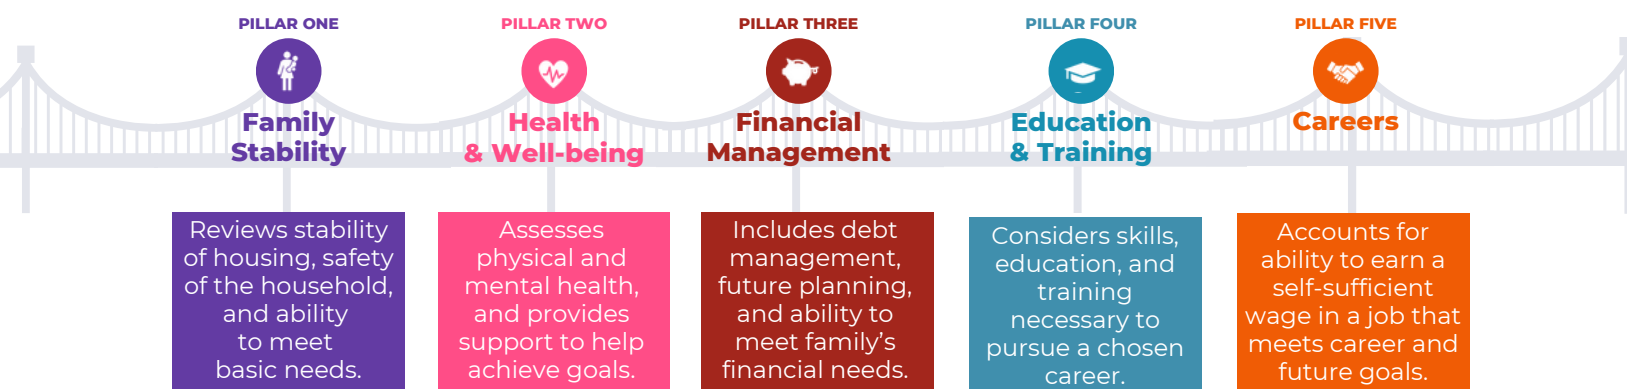 PILLAR ONE
Family
Stability
Reviews stability
of housing, safety
of the household,
and ability
to meet
basic needs.
PILLAR TWO
Health
& Well-being
Assesses
physical and
mental health,
and provides
support to help
achieve goals.
PILLAR THREE
Financial
Management
Includes debt
management,
future planning,
and ability to
meet family’s
financial needs.
PILLAR FOUR
Education
& Training
Considers skills,
education, and
training
necessary to
pursue a chosen
career.
PILLAR FIVE
Careers
Accounts for
ability to earn a
self-sufficient
wage in a job that
meets career and
future goals.